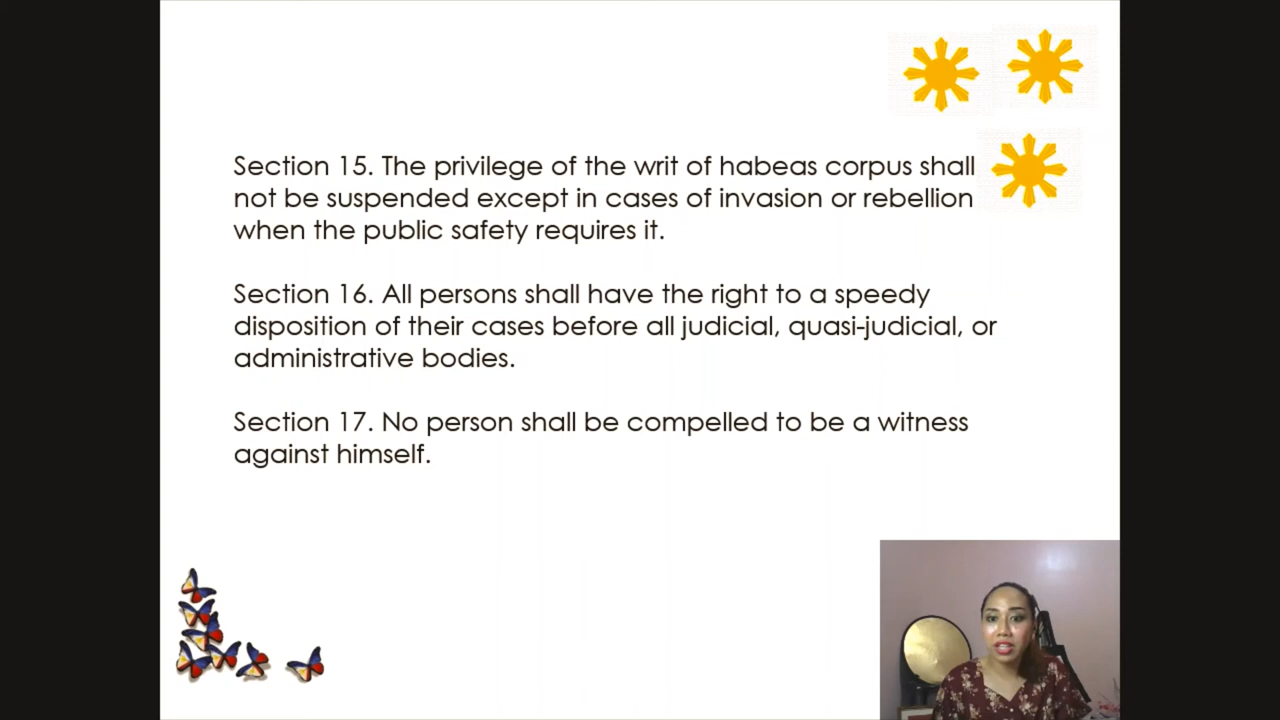 Section 15. The privilege of the writ of habeas corpus shall
not be suspended except in cases of invasion or rebellion
when the public safety requires it.
Section 16. All persons shall have the right to a speedy
disposition of their cases before all judicial, quasi-judicial, or
administrative bodies.
Section 17. No person shall be compelled to be a witness
against himself.